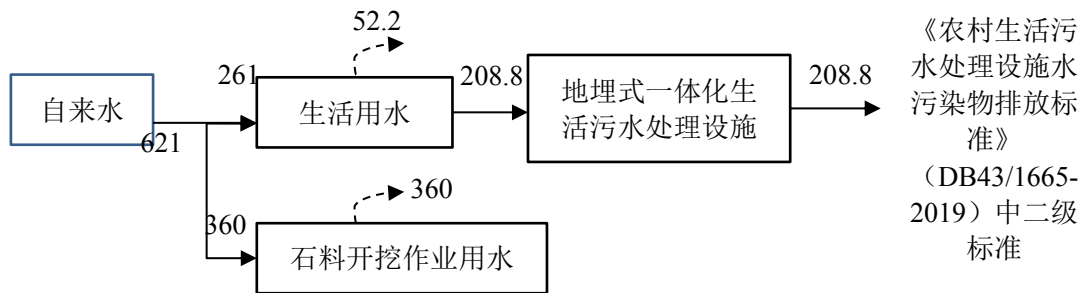 52.2
261
208.8
208.8
自来水
621
生活用水
地埋式一体化生
活污水处理设施
《农村生活污
水处理设施水
污染物排放标
准》
（DB43/1665-
2019）中二级
标准
360
360
石料开挖作业用水